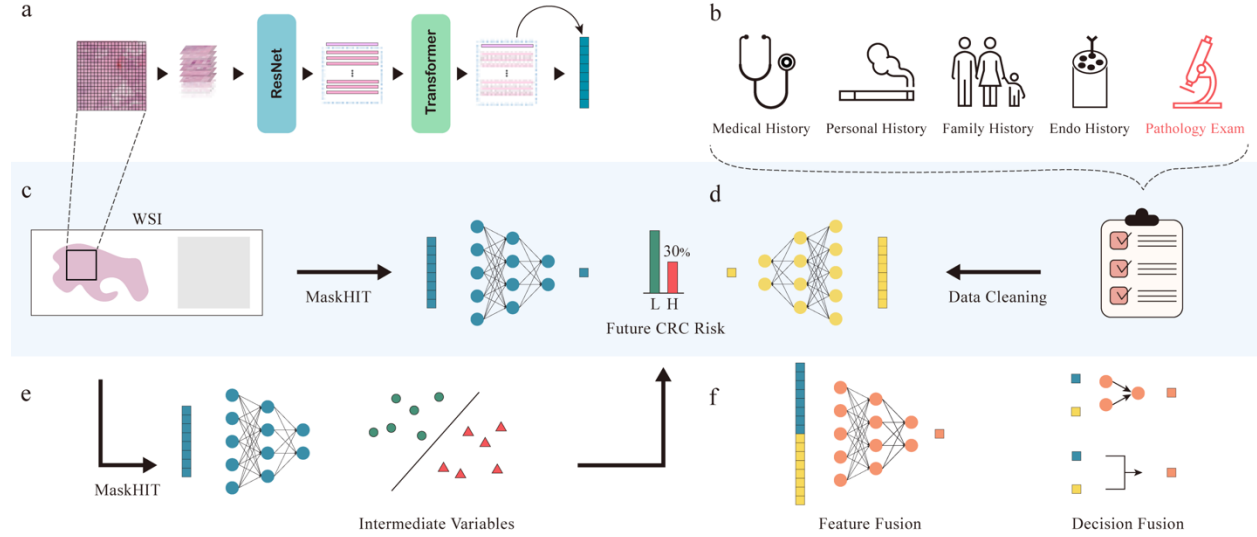 a
ResNet
...
Transformer
...
b
Medical History
Personal History
Family History
Endo History
Pathology Exam
c
WSI
MaskHIT
30%
L H
Future CRC Risk
d
Data Cleaning
e
MaskHIT
Intermediate Variables
f
Feature Fusion
Decision Fusion